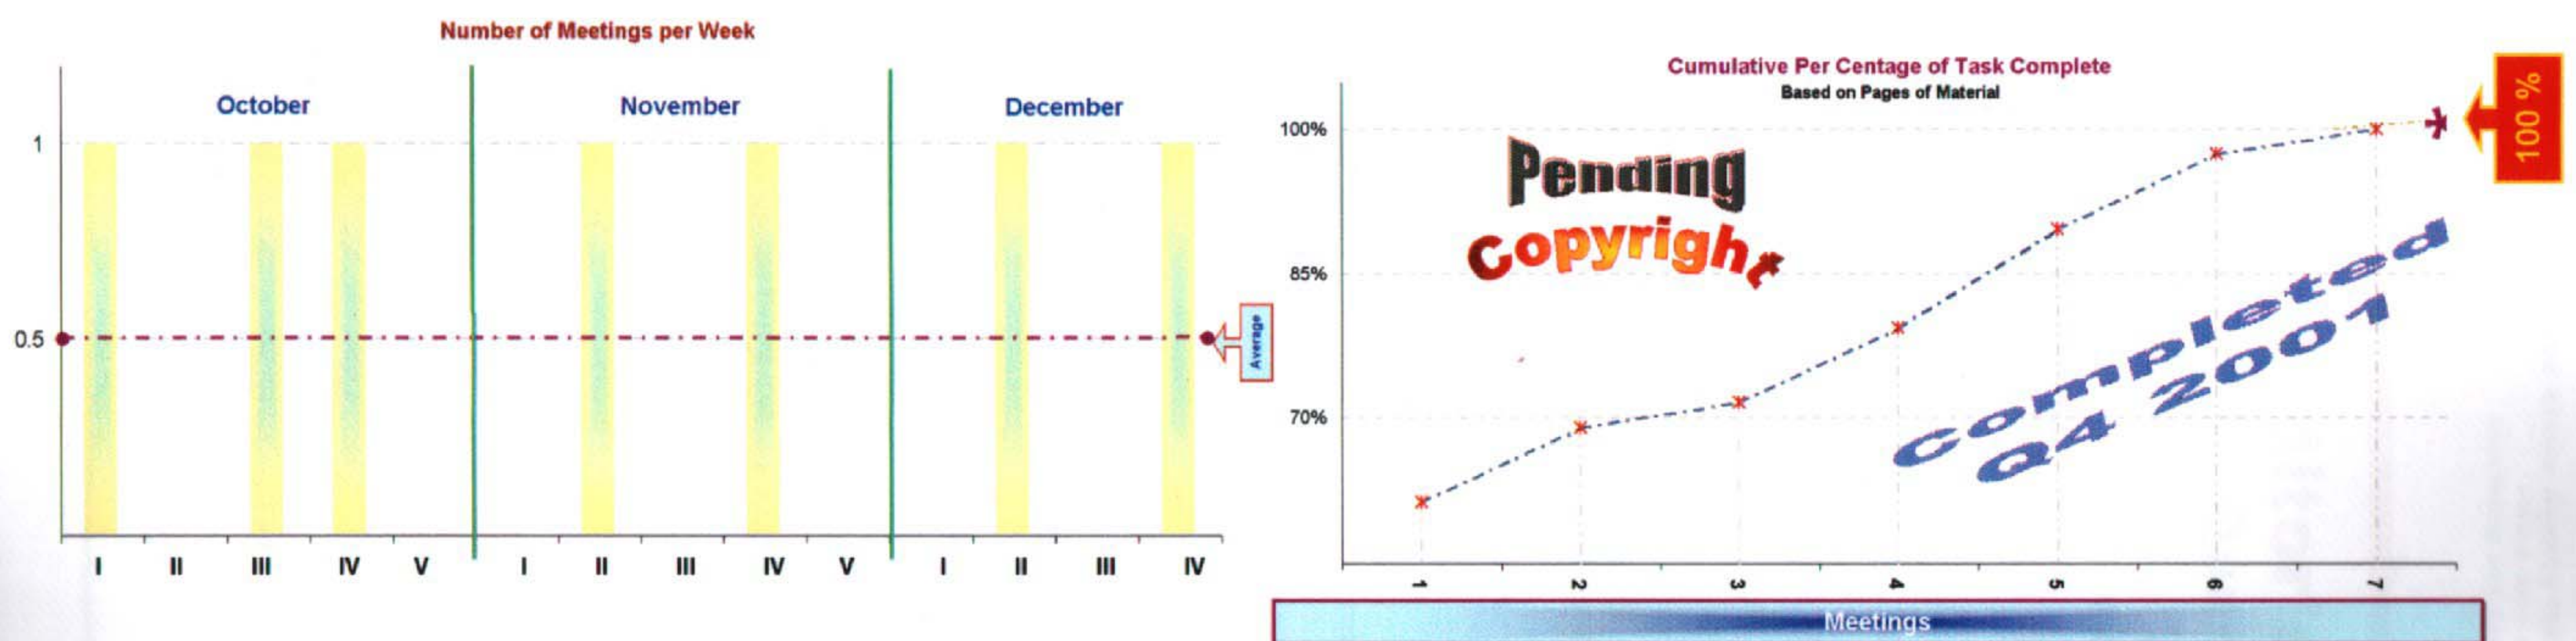 Number of Meetings per Week
October
November
December
1
0.5
Average
I II III IV V I II III IV V I II III IV
Cumulative Per Centage of Task Complete
Based on Pages of Material
100%
85%
70%
100 %
Pending
Copyright
Completed
Q4 2001
1 2 3 4 5 6 7
Meetings